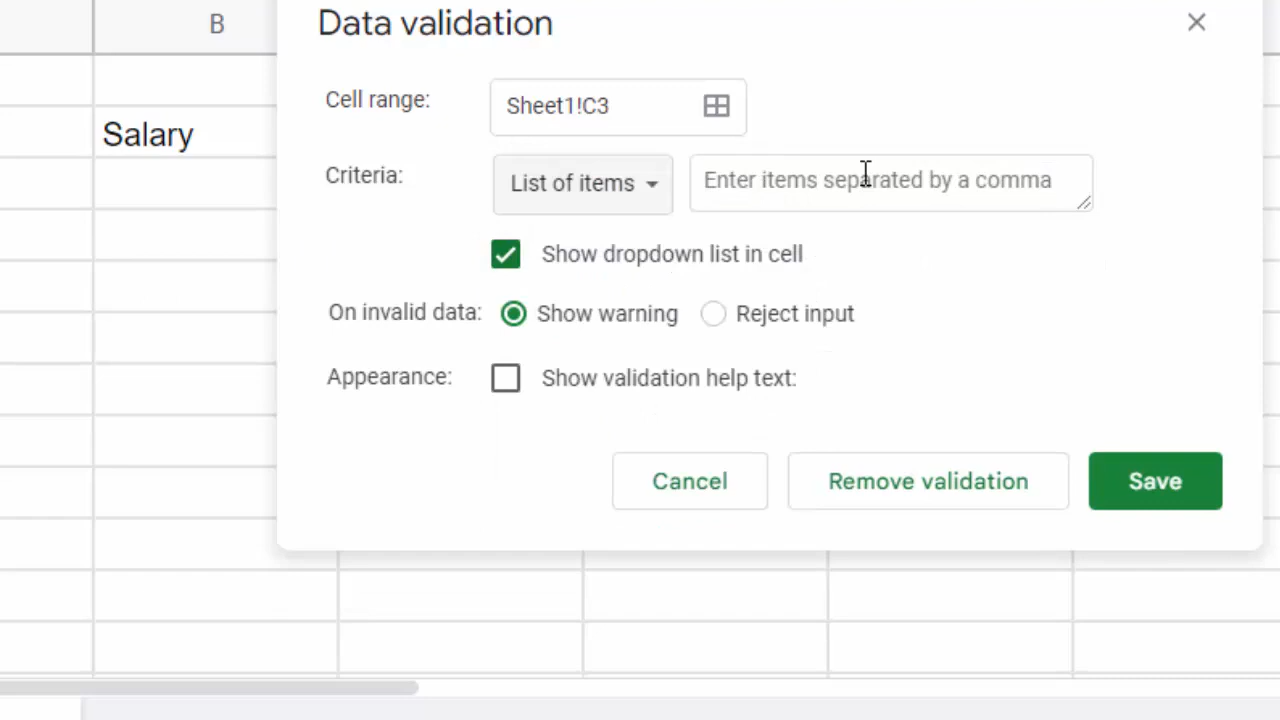 B
Data validation
Cell range: Sheet1!C3
Salary
Criteria: List of items Enter items separated by a comma
Show dropdown list in cell
On invalid data: Show warning Reject input
Appearance: Show validation help text:
Cancel Remove validation Save